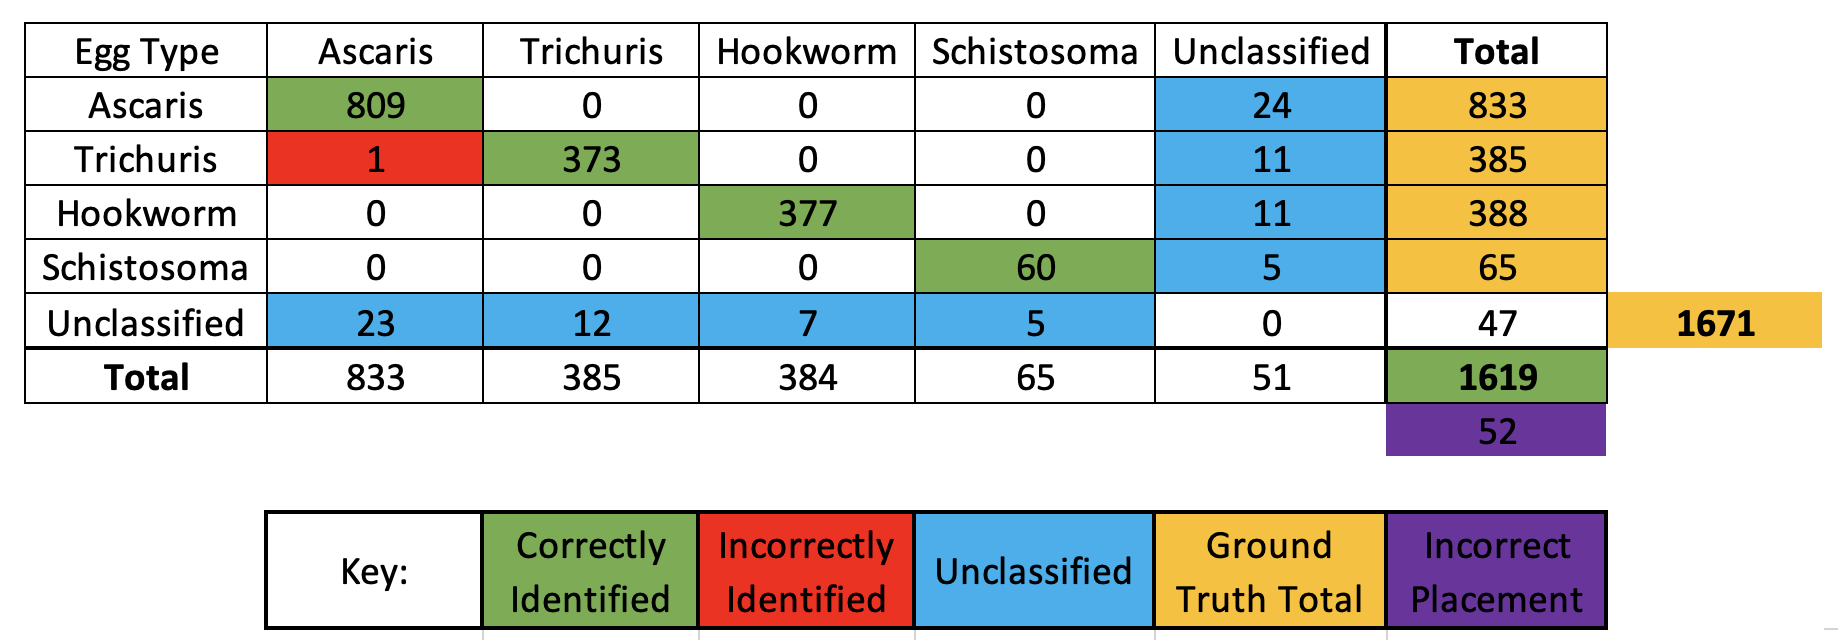 Egg Type Ascaris Trichuris Hookworm Schistosoma Unclassified Total
Ascaris 809 0 0 0 24 833
Trichuris 1 373 0 0 11 385
Hookworm 0 0 377 0 11 388
Schistosoma 0 0 0 60 5 65
Unclassified 23 12 7 5 0 47 1671
Total 833 385 384 65 51 1619
52
Key: Correctly Identified Incorrectly Identified Unclassified Ground Truth Total Incorrect Placement